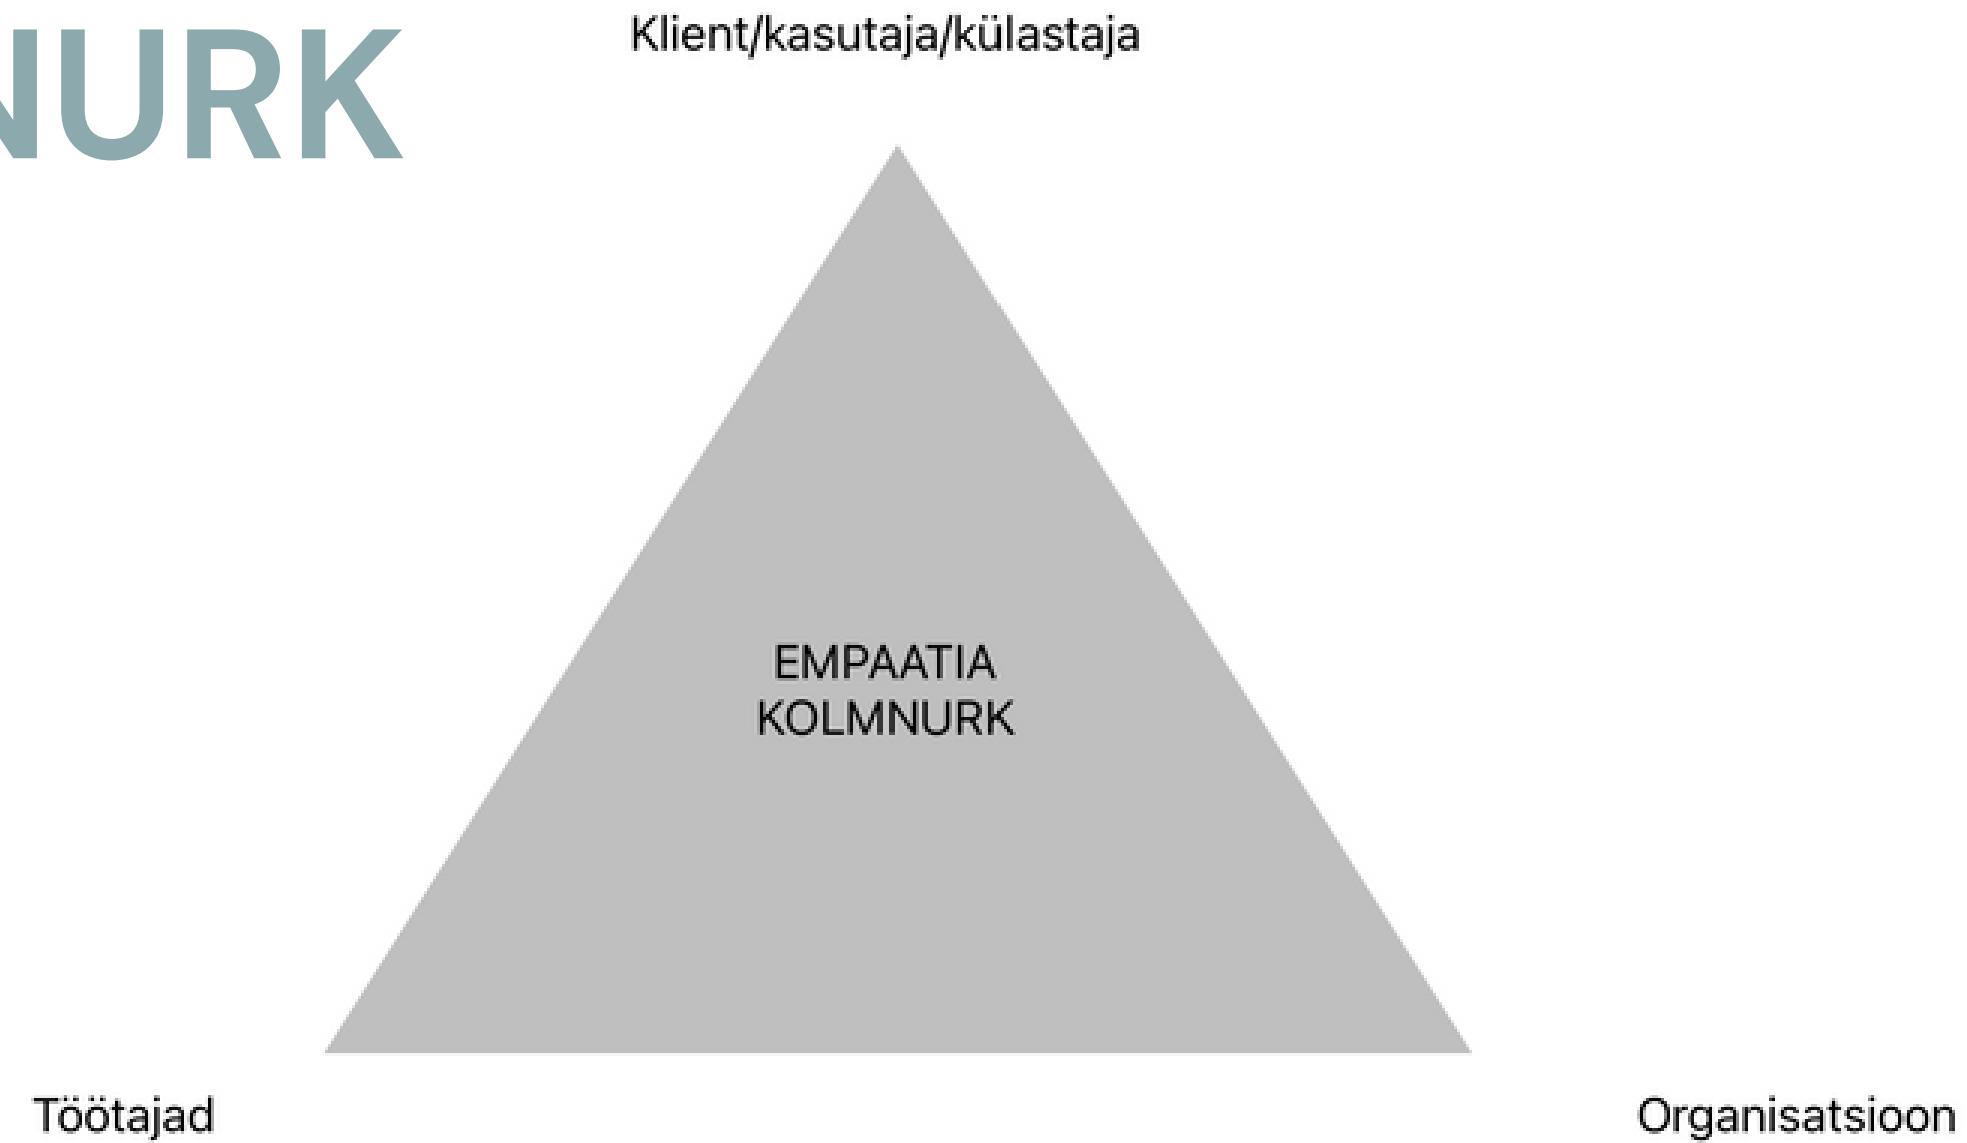 NURK
Klient/kasutaja/külastaja
EMPAATIA
KOLMNURK
Töötajad
Organisatsioon